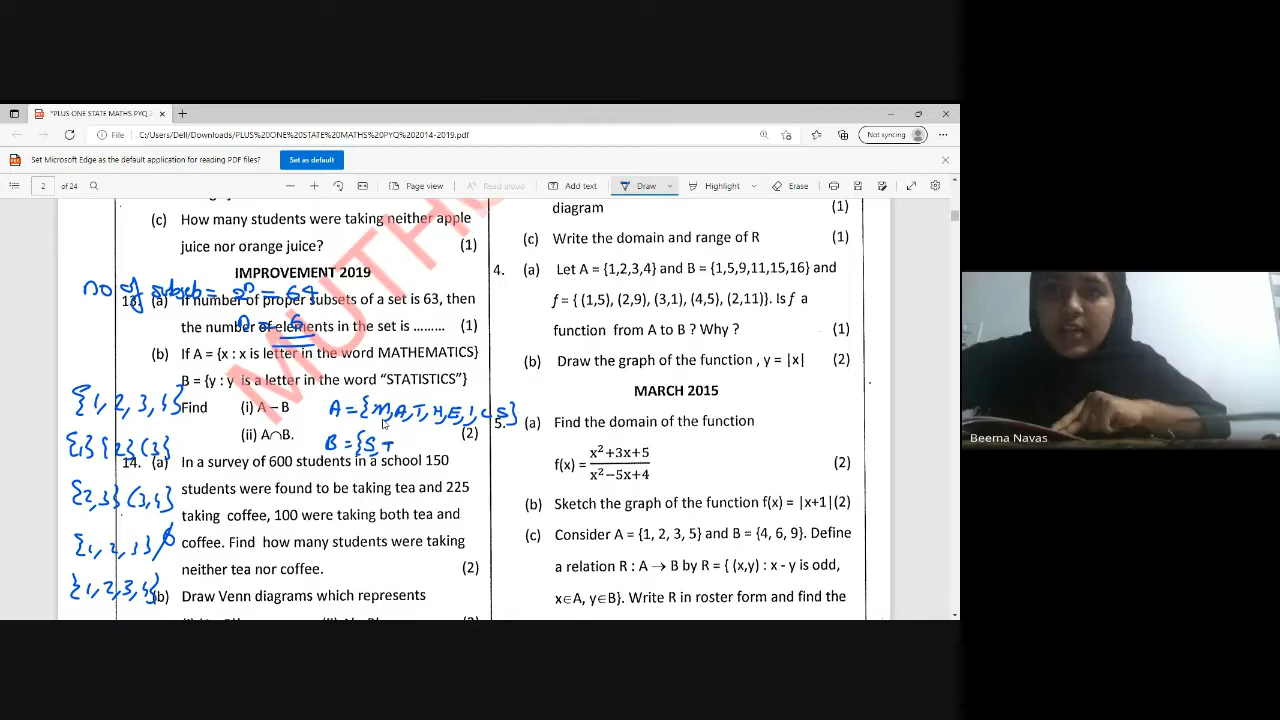 *PLUS ONE STATE MATHS PYQ 2
File C:/Users/Dell/Downloads/PLUS%20ONE%20STATE%20MATHS%20PYQ%202014-2019.pdf
Not syncing
Set Microsoft Edge as the default application for reading PDF files?
Set as default
2 of 24
Page view
Read aloud
Add text
Draw
Highlight
Erase
(c) How many students were taking neither apple
juice nor orange juice? (1)
IMPROVEMENT 2019
no of subset = 2ⁿ = 64
13. (a) If number of proper subsets of a set is 63, then
the number of elements in the set is ......... (1)
n = 6
(b) If A = {x : x is letter in the word MATHEMATICS}
B = {y : y is a letter in the word "STATISTICS"}
Find (i) A – B
A = {M,A,T,H,E,I,C,S}
(ii) A∩B. (2)
B = {S,T
{1,2,3,4}
{1} {2} {3}
{2,3} {3,4}
{1,2,3} ϕ
{1,2,3,4}
14. (a) In a survey of 600 students in a school 150
students were found to be taking tea and 225
taking coffee, 100 were taking both tea and
coffee. Find how many students were taking
neither tea nor coffee. (2)
(b) Draw Venn diagrams which represents
diagram (1)
(c) Write the domain and range of R (1)
4. (a) Let A = {1,2,3,4} and B = {1,5,9,11,15,16} and
f = { (1,5), (2,9), (3,1), (4,5), (2,11)}. Is f a
function from A to B ? Why ? (1)
(b) Draw the graph of the function , y = |x| (2)
MARCH 2015
5. (a) Find the domain of the function
f(x) = x²+3x+5 / x²−5x+4 (2)
(b) Sketch the graph of the function f(x) = |x+1|(2)
(c) Consider A = {1, 2, 3, 5} and B = {4, 6, 9}. Define
a relation R : A → B by R = { (x,y) : x - y is odd,
x∈A, y∈B}. Write R in roster form and find the
MUTHU
Beema Navas